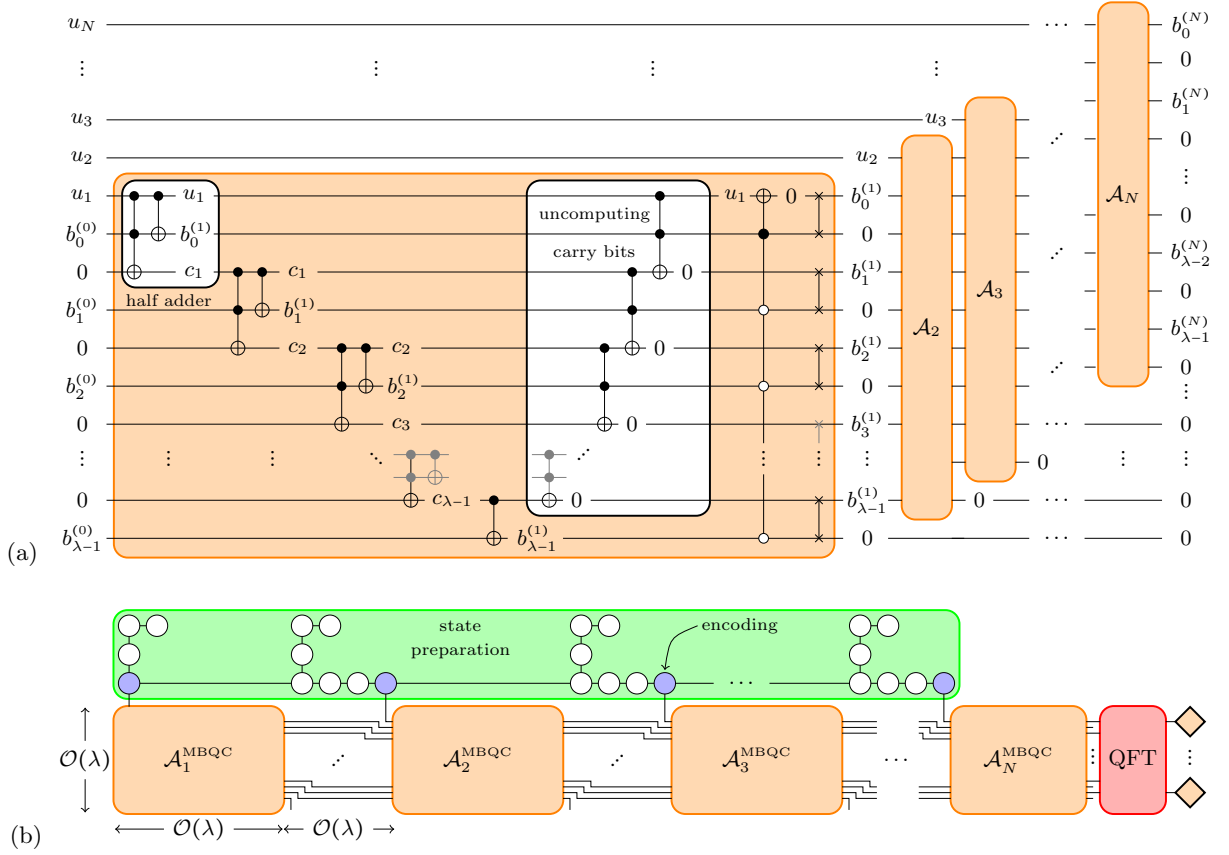 (a)
u_N ⋯ b_0^{(N)}
⋮ ⋮ ⋮ ⋮ 0
b_1^{(N)}
u_3 u_3 ⋰ 0
u_2 u_2 ⋮
u_1 u_1 uncomputing u_1 0 b_0^{(1)} 𝒜_N
b_0^{(0)} b_0^{(1)} carry bits 0 0
0 c_1 c_1 0 b_1^{(1)} 𝒜_3 ⋰ b_{λ-2}^{(N)}
half adder
b_1^{(0)} b_1^{(1)} 0 𝒜_2 0
0 c_2 c_2 0 b_2^{(1)} b_{λ-1}^{(N)}
b_2^{(0)} b_2^{(1)} 0 ⋰ 0
⋮
0 c_3 0 b_3^{(1)} ⋯ 0
⋮ ⋮ ⋮ ⋱ ⋰ ⋮ ⋮ ⋮ 0 ⋮ ⋮
0 c_{λ-1} 0 b_{λ-1}^{(1)} 0 ⋯ 0
b_{λ-1}^{(0)} b_{λ-1}^{(1)} 0 ⋯ 0
(b)
state encoding
preparation
⋯
𝒪(λ) 𝒜_1^{MBQC} ⋰ 𝒜_2^{MBQC} ⋰ 𝒜_3^{MBQC} ⋯ 𝒜_N^{MBQC} ⋮ QFT ⋮
𝒪(λ) 𝒪(λ)